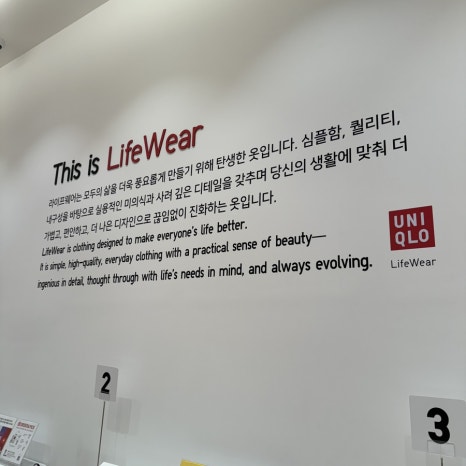 This is LifeWear
라이프웨어는 모두의 삶을 더욱 풍요롭게 만들기 위해 탄생한 옷입니다. 심플함, 퀄리티,
내구성을 바탕으로 실용적인 미의식과 사려 깊은 디테일을 갖추며 당신의 생활에 맞춰 더
가볍고, 편안하고, 더 나은 디자인으로 끊임없이 진화하는 옷입니다.
LifeWear is clothing designed to make everyone's life better.
It is simple, high-quality, everyday clothing with a practical sense of beauty—
ingenious in detail, thought through with life's needs in mind, and always evolving.
UNI
QLO
LifeWear
2
3